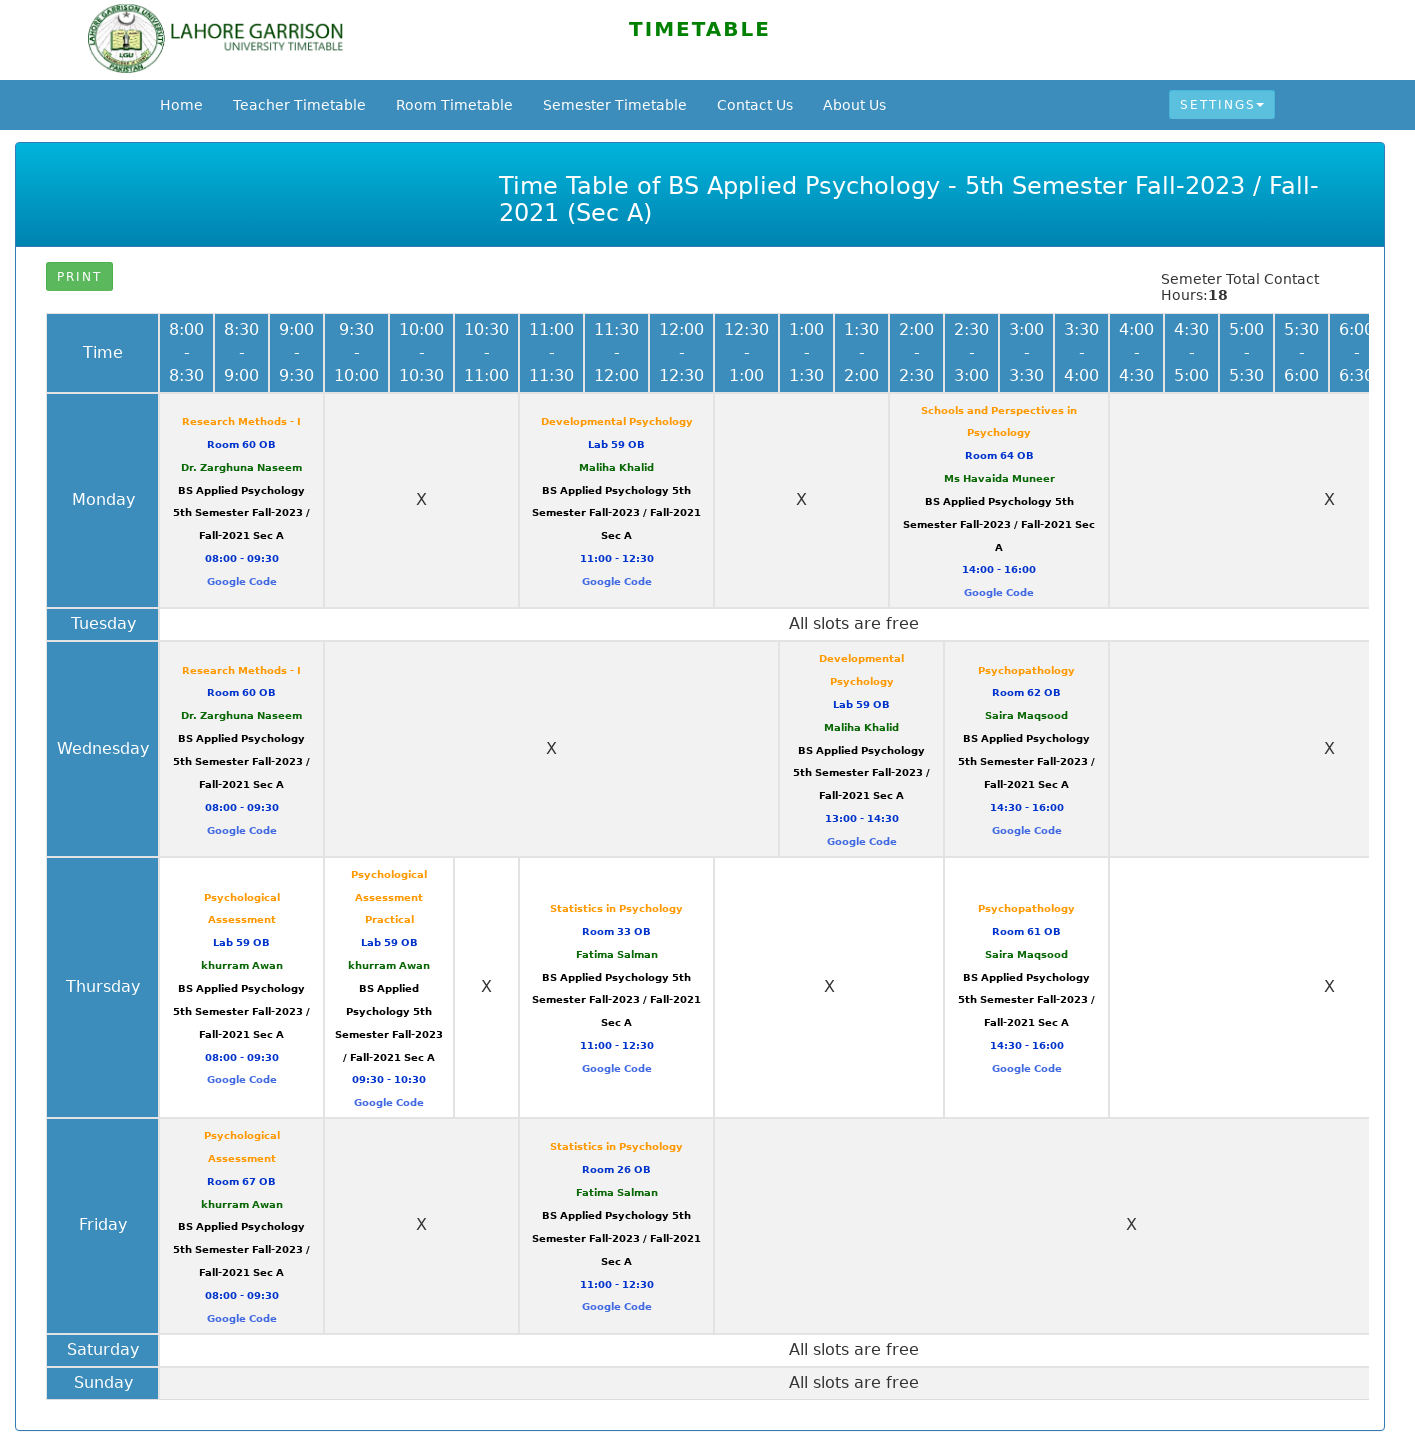 LAHORE GARRISON
UNIVERSITY TIMETABLE
LAHORE GARRISON UNIVERSITY
LGU
PAKISTAN
TIMETABLE
Home Teacher Timetable Room Timetable Semester Timetable Contact Us About Us SETTINGS
Time Table of BS Applied Psychology - 5th Semester Fall-2023 / Fall-
2021 (Sec A)
PRINT
Semeter Total Contact
Hours:18
Time
8:00 - 8:30
8:30 - 9:00
9:00 - 9:30
9:30 - 10:00
10:00 - 10:30
10:30 - 11:00
11:00 - 11:30
11:30 - 12:00
12:00 - 12:30
12:30 - 1:00
1:00 - 1:30
1:30 - 2:00
2:00 - 2:30
2:30 - 3:00
3:00 - 3:30
3:30 - 4:00
4:00 - 4:30
4:30 - 5:00
5:00 - 5:30
5:30 - 6:00
6:00 - 6:30
Monday
Research Methods - I
Room 60 OB
Dr. Zarghuna Naseem
BS Applied Psychology
5th Semester Fall-2023 /
Fall-2021 Sec A
08:00 - 09:30
Google Code
X
Developmental Psychology
Lab 59 OB
Maliha Khalid
BS Applied Psychology 5th
Semester Fall-2023 / Fall-2021
Sec A
11:00 - 12:30
Google Code
X
Schools and Perspectives in
Psychology
Room 64 OB
Ms Havaida Muneer
BS Applied Psychology 5th
Semester Fall-2023 / Fall-2021 Sec
A
14:00 - 16:00
Google Code
X
Tuesday
All slots are free
Wednesday
Research Methods - I
Room 60 OB
Dr. Zarghuna Naseem
BS Applied Psychology
5th Semester Fall-2023 /
Fall-2021 Sec A
08:00 - 09:30
Google Code
X
Developmental
Psychology
Lab 59 OB
Maliha Khalid
BS Applied Psychology
5th Semester Fall-2023 /
Fall-2021 Sec A
13:00 - 14:30
Google Code
Psychopathology
Room 62 OB
Saira Maqsood
BS Applied Psychology
5th Semester Fall-2023 /
Fall-2021 Sec A
14:30 - 16:00
Google Code
X
Thursday
Psychological
Assessment
Lab 59 OB
khurram Awan
BS Applied Psychology
5th Semester Fall-2023 /
Fall-2021 Sec A
08:00 - 09:30
Google Code
Psychological
Assessment
Practical
Lab 59 OB
khurram Awan
BS Applied
Psychology 5th
Semester Fall-2023
/ Fall-2021 Sec A
09:30 - 10:30
Google Code
X
Statistics in Psychology
Room 33 OB
Fatima Salman
BS Applied Psychology 5th
Semester Fall-2023 / Fall-2021
Sec A
11:00 - 12:30
Google Code
X
Psychopathology
Room 61 OB
Saira Maqsood
BS Applied Psychology
5th Semester Fall-2023 /
Fall-2021 Sec A
14:30 - 16:00
Google Code
X
Friday
Psychological
Assessment
Room 67 OB
khurram Awan
BS Applied Psychology
5th Semester Fall-2023 /
Fall-2021 Sec A
08:00 - 09:30
Google Code
X
Statistics in Psychology
Room 26 OB
Fatima Salman
BS Applied Psychology 5th
Semester Fall-2023 / Fall-2021
Sec A
11:00 - 12:30
Google Code
X
Saturday
All slots are free
Sunday
All slots are free